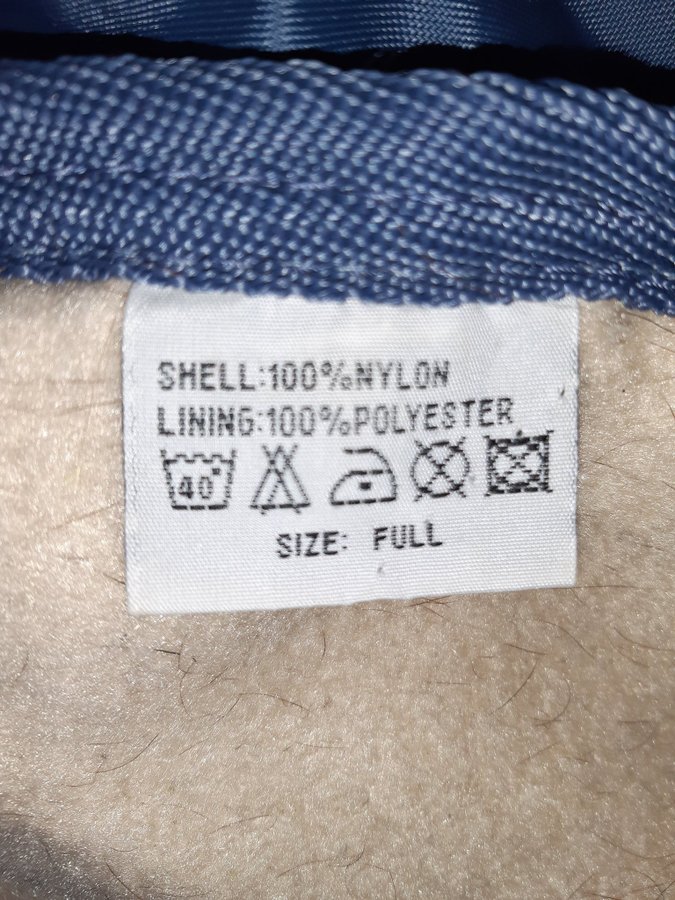 SHELL:100%NYLON
LINING:100%POLYESTER
40°
SIZE: FULL